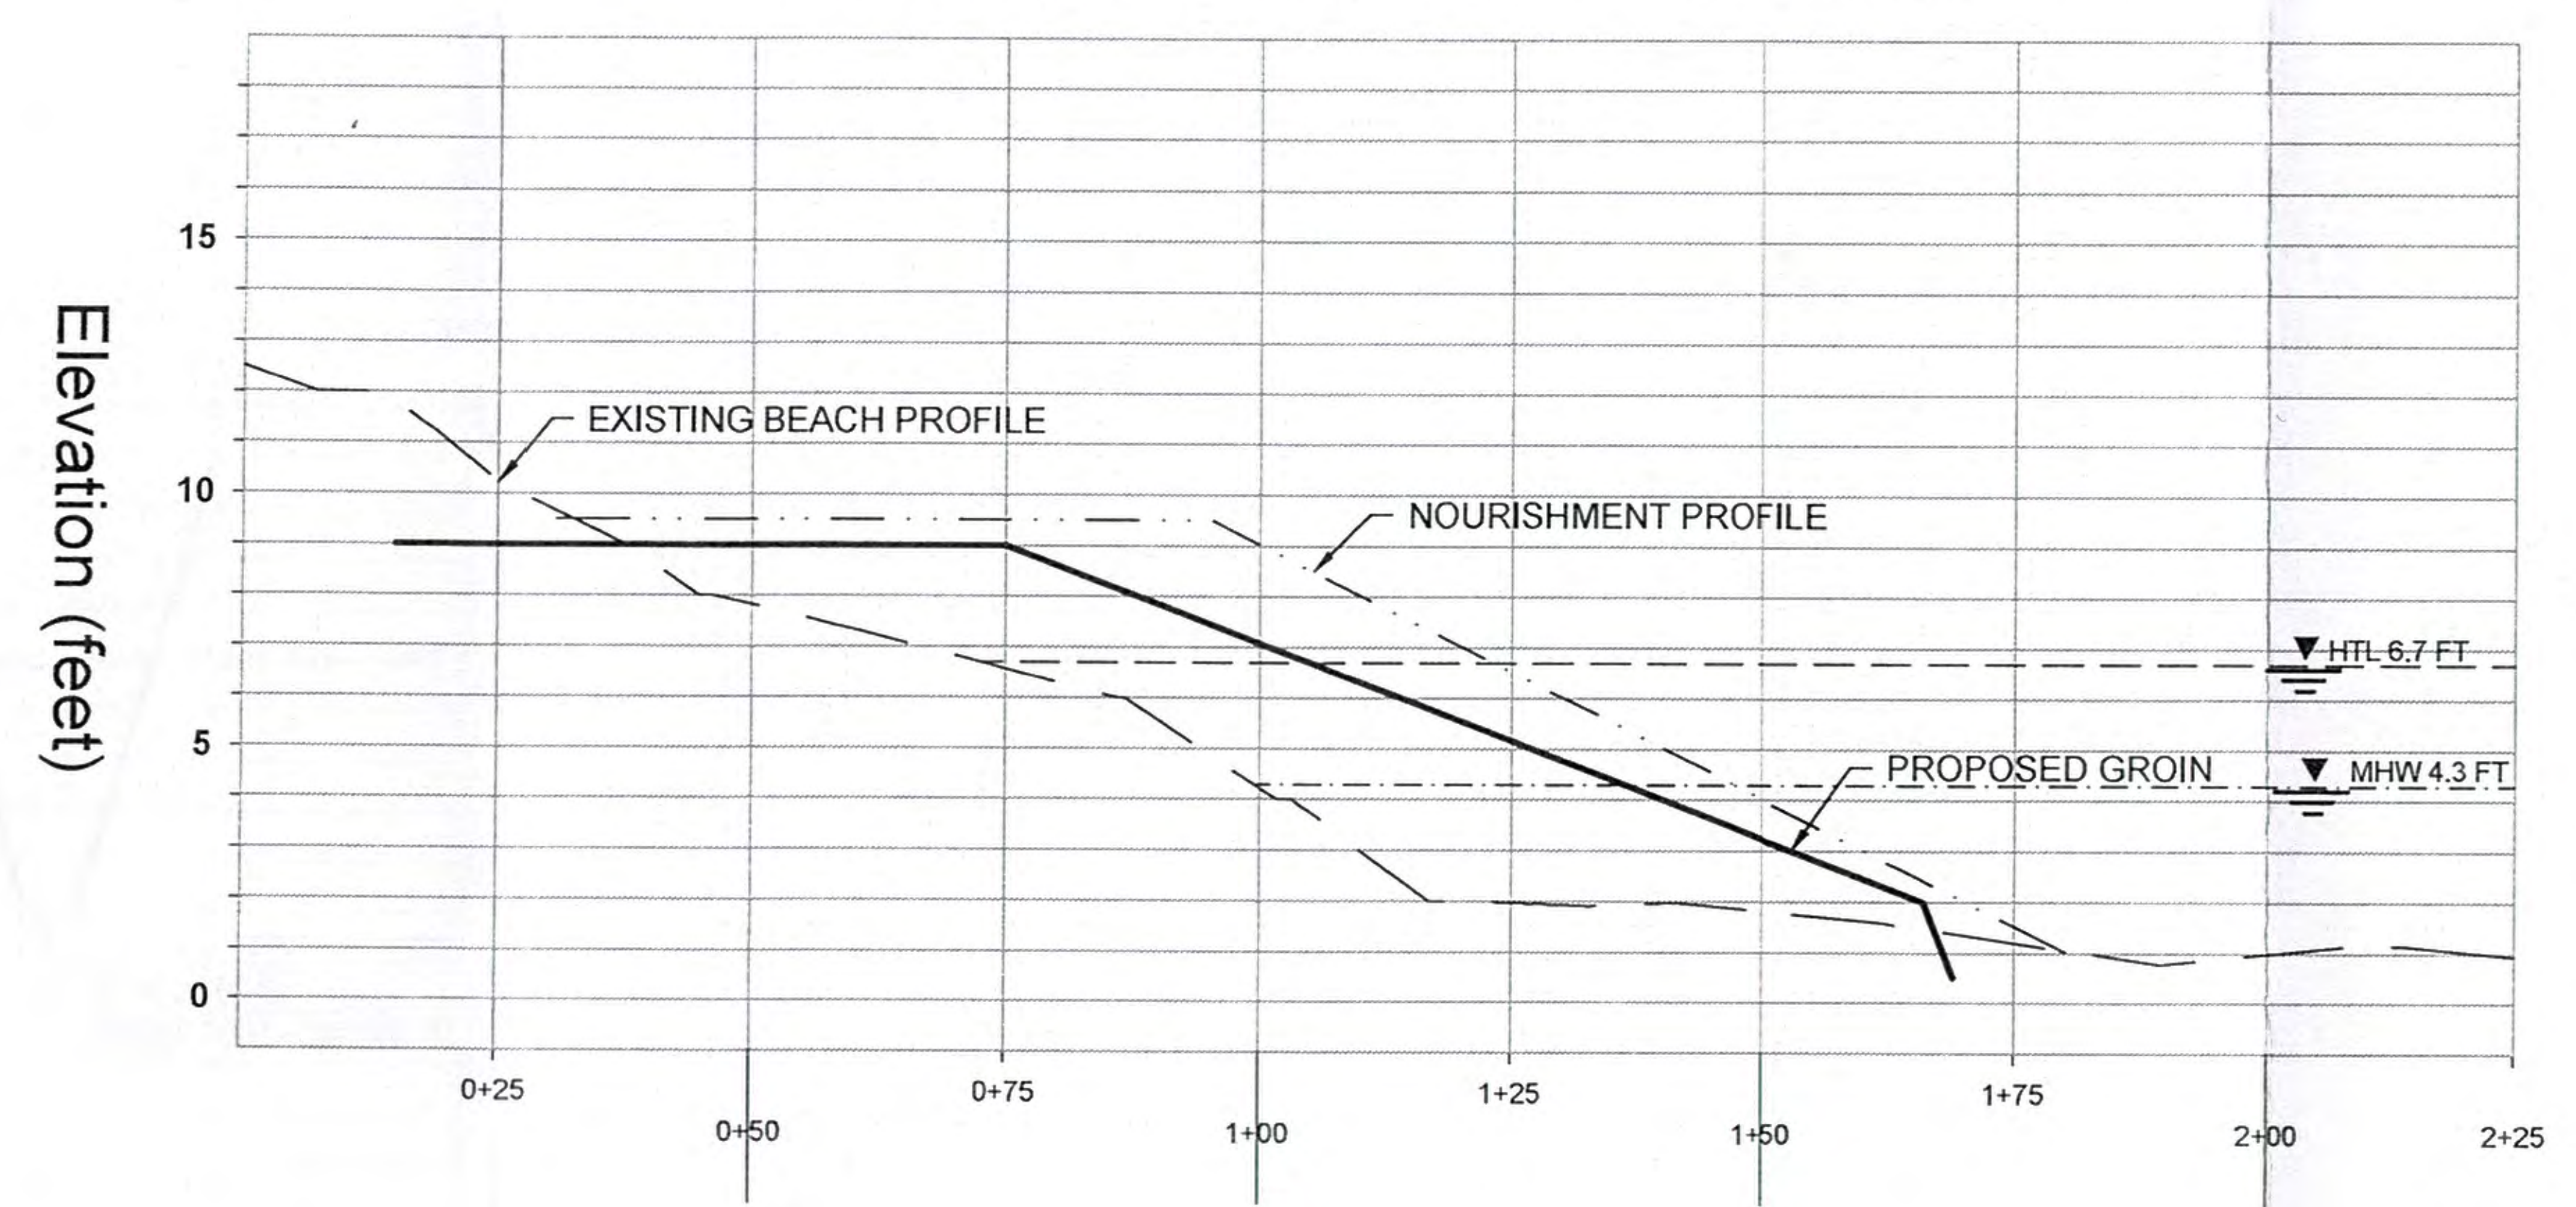 Elevation (feet)
15
10
5
0
EXISTING BEACH PROFILE
NOURISHMENT PROFILE
HTL 6.7 FT
PROPOSED GROIN
MHW 4.3 FT
0+25
0+75
1+25
1+75
0+50
1+00
1+50
2+00
2+25